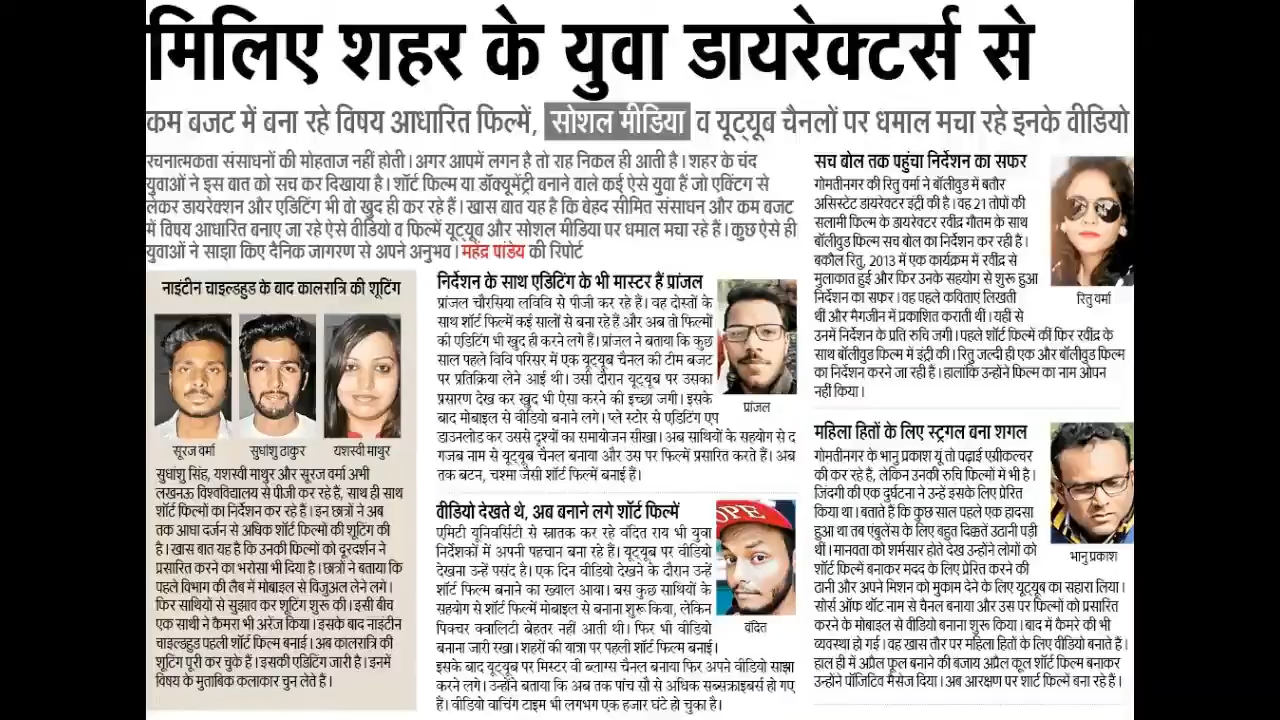 मिलिए शहर के युवा डायरेक्टर्स से
कम बजट में बना रहे विषय आधारित फिल्में, सोशल मीडिया व यूट्यूब चैनलों पर धमाल मचा रहे इनके वीडियो
रचनात्मकता संसाधनों की मोहताज नहीं होती। अगर आपमें लगन है तो राह निकल ही आती है। शहर के चंद
युवाओं ने इस बात को सच कर दिखाया है। शॉर्ट फिल्म या डॉक्यूमेंट्री बनाने वाले कई ऐसे युवा हैं जो एक्टिंग से
लेकर डायरेक्शन और एडिटिंग भी वो खुद ही कर रहे हैं। खास बात यह है कि बेहद सीमित संसाधन और कम बजट
में विषय आधारित बनाए जा रहे ऐसे वीडियो व फिल्में यूट्यूब और सोशल मीडिया पर धमाल मचा रहे हैं। कुछ ऐसे ही
युवाओं ने साझा किए दैनिक जागरण से अपने अनुभव। महेंद्र पांडेय की रिपोर्ट
नाइंटीन चाइल्डहुड के बाद कालरात्रि की शूटिंग
सूरज वर्मा सुधांशु ठाकुर यशस्वी माथुर
सुधांशु सिंह, यशस्वी माथुर और सूरज वर्मा अभी
लखनऊ विश्वविद्यालय से पीजी कर रहे हैं, साथ ही साथ
शॉर्ट फिल्मों का निर्देशन कर रहे हैं। इन छात्रों ने अब
तक आधा दर्जन से अधिक शॉर्ट फिल्मों की शूटिंग की
है। खास बात यह है कि उनकी फिल्मों को दूरदर्शन ने
प्रसारित करने का भरोसा भी दिया है। छात्रों ने बताया कि
पहले विभाग की लैब में मोबाइल से विजुअल लेने लगे।
फिर साथियों से सुझाव कर शूटिंग शुरू की। इसी बीच
एक साथी ने कैमरा भी अरेंज किया। इसके बाद नाइंटीन
चाइल्डहुड पहली शॉर्ट फिल्म बनाई। अब कालरात्रि की
शूटिंग पूरी कर चुके हैं। इसकी एडिटिंग जारी है। इनमें
विषय के मुताबिक कलाकार चुन लेते हैं।
निर्देशन के साथ एडिटिंग के भी मास्टर हैं प्रांजल
प्रांजल चौरसिया लविवि से पीजी कर रहे हैं। वह दोस्तों के
साथ शॉर्ट फिल्में कई सालों से बना रहे हैं और अब तो फिल्मों
की एडिटिंग भी खुद ही करने लगे हैं। प्रांजल ने बताया कि कुछ
साल पहले विवि परिसर में एक यूट्यूब चैनल की टीम बजट
पर प्रतिक्रिया लेने आई थी। उसी दौरान यूट्यूब पर उसका
प्रसारण देख कर खुद भी ऐसा करने की इच्छा जगी। इसके
बाद मोबाइल से वीडियो बनाने लगे। प्ले स्टोर से एडिटिंग एप
डाउनलोड कर उससे दृश्यों का समायोजन सीखा। अब साथियों के सहयोग से द
गजब नाम से यूट्यूब चैनल बनाया और उस पर फिल्में प्रसारित करते हैं। अब
तक बटन, चश्मा जैसी शॉर्ट फिल्में बनाई हैं।
प्रांजल
वीडियो देखते थे, अब बनाने लगे शॉर्ट फिल्में
एमिटी यूनिवर्सिटी से स्नातक कर रहे वंदित राय भी युवा
निर्देशकों में अपनी पहचान बना रहे हैं। यूट्यूब पर वीडियो
देखना उन्हें पसंद है। एक दिन वीडियो देखने के दौरान उन्हें
शॉर्ट फिल्म बनाने का ख्याल आया। बस कुछ साथियों के
सहयोग से शॉर्ट फिल्में मोबाइल से बनाना शुरू किया, लेकिन
पिक्चर क्वालिटी बेहतर नहीं आती थी। फिर भी वीडियो
बनाना जारी रखा। शहरों की यात्रा पर पहली शॉर्ट फिल्म बनाई।
इसके बाद यूट्यूब पर मिस्टर वी ब्लाग्स चैनल बनाया फिर अपने वीडियो साझा
करने लगे। उन्होंने बताया कि अब तक पांच सौ से अधिक सब्सक्राइबर्स हो गए
हैं। वीडियो वाचिंग टाइम भी लगभग एक हजार घंटे हो चुका है।
OPE
वंदित
सच बोल तक पहुंचा निर्देशन का सफर
गोमतीनगर की रितु वर्मा ने बॉलीवुड में बतौर
असिस्टेंट डायरेक्टर इंट्री की है। वह 21 तोपों की
सलामी फिल्म के डायरेक्टर रवींद्र गौतम के साथ
बॉलीवुड फिल्म सच बोल का निर्देशन कर रही है।
बकौल रितु, 2013 में एक कार्यक्रम में रवींद्र से
मुलाकात हुई और फिर उनके सहयोग से शुरू हुआ
निर्देशन का सफर। वह पहले कविताएं लिखती
थीं और मैगजीन में प्रकाशित कराती थीं। यहीं से
उनमें निर्देशन के प्रति रुचि जगी। पहले शॉर्ट फिल्में कीं फिर रवींद्र के
साथ बॉलीवुड फिल्म में इंट्री की। रितु जल्दी ही एक और बॉलीवुड फिल्म
का निर्देशन करने जा रही हैं। हालांकि उन्होंने फिल्म का नाम ओपन
नहीं किया।
रितु वर्मा
महिला हितों के लिए स्ट्रगल बना शगल
गोमतीनगर के भानु प्रकाश यूं तो पढ़ाई एग्रीकल्चर
की कर रहे हैं, लेकिन उनकी रुचि फिल्मों में भी है।
जिंदगी की एक दुर्घटना ने उन्हें इसके लिए प्रेरित
किया था। बताते हैं कि कुछ साल पहले एक हादसा
हुआ था तब एंबुलेंस के लिए बहुत दिक्कतें उठानी पड़ी
थीं। मानवता को शर्मसार होते देख उन्होंने लोगों को
शॉर्ट फिल्में बनाकर मदद के लिए प्रेरित करने की
ठानी और अपने मिशन को मुकाम देने के लिए यूट्यूब का सहारा लिया।
सोर्स ऑफ थॉट नाम से चैनल बनाया और उस पर फिल्मों को प्रसारित
करने के मोबाइल से वीडियो बनाना शुरू किया। बाद में कैमरे की भी
व्यवस्था हो गई। वह खास तौर पर महिला हितों के लिए वीडियो बनाते हैं।
हाल ही में अप्रैल फूल बनाने की बजाय अप्रैल कूल शॉर्ट फिल्म बनाकर
उन्होंने पॉजिटिव मैसेज दिया। अब आरक्षण पर शार्ट फिल्में बना रहे हैं।
भानु प्रकाश